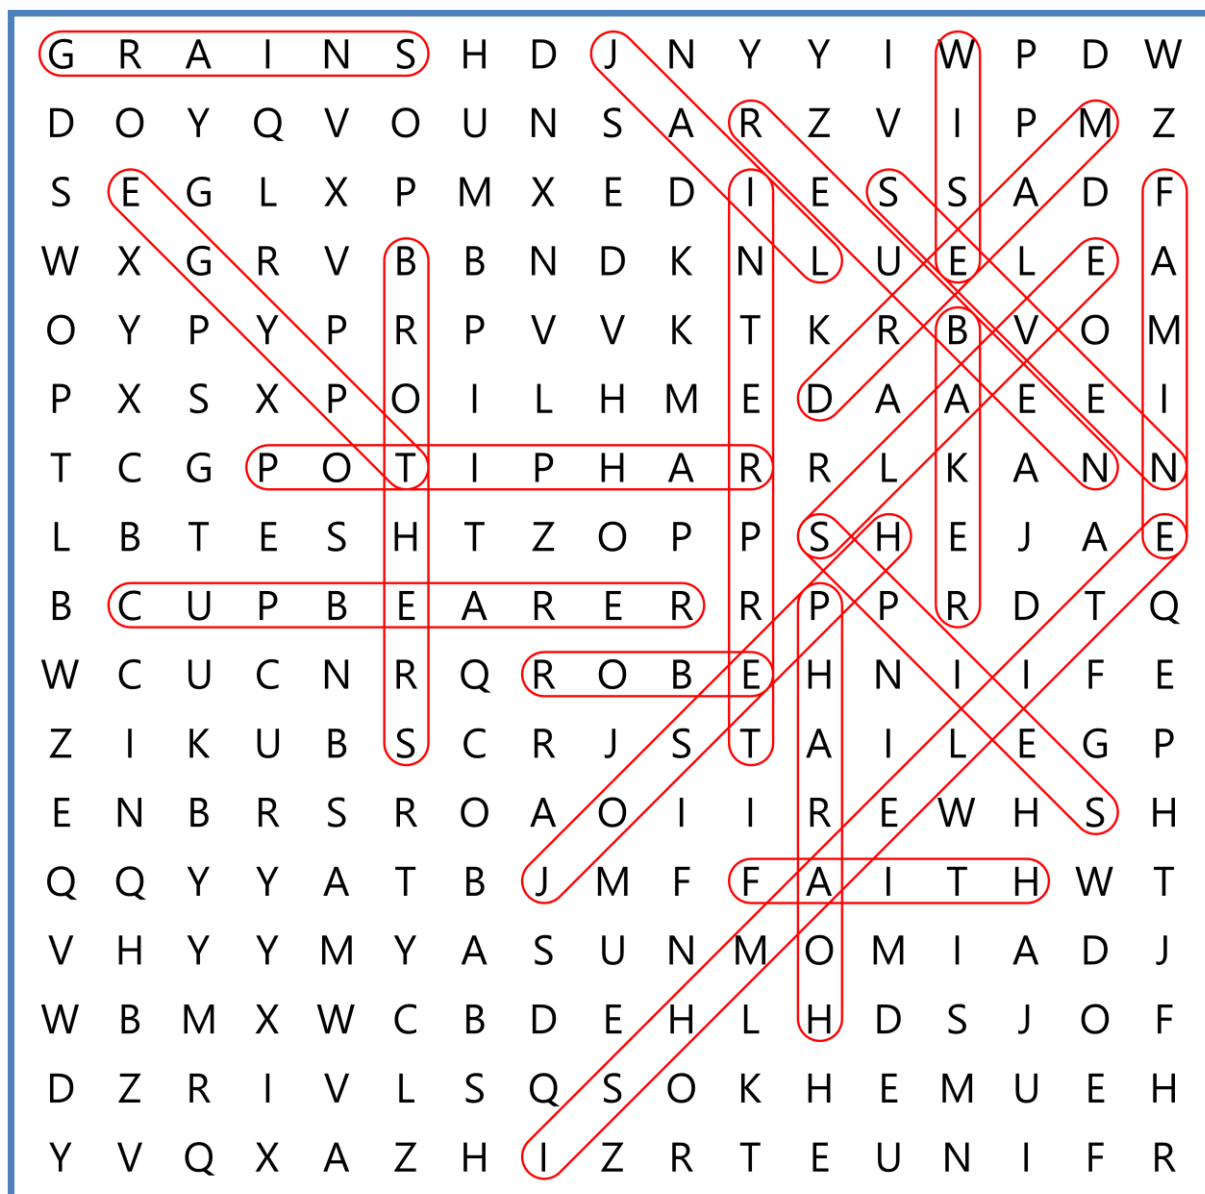 G R A I N S H D J N Y Y I W P D W
D O Y Q V O U N S A R Z V I P M Z
S E G L X P M X E D I E S S A D F
W X G R V B B N D K N L U E L E A
O Y P Y P R P V V K T K R B V O M
P X S X P O I L H M E D A A E E I
T C G P O T I P H A R R L K A N N
L B T E S H T Z O P P S H E J A E
B C U P B E A R E R R P P R D T Q
W C U C N R Q R O B E H N I I F E
Z I K U B S C R J S T A I L E G P
E N B R S R O A O I I R E W H S H
Q Q Y Y A T B J M F F A I T H W T
V H Y Y M Y A S U N M O M I A D J
W B M X W C B D E H L H D S J O F
D Z R I V L S Q S O K H E M U E H
Y V Q X A Z H I Z R T E U N I F R